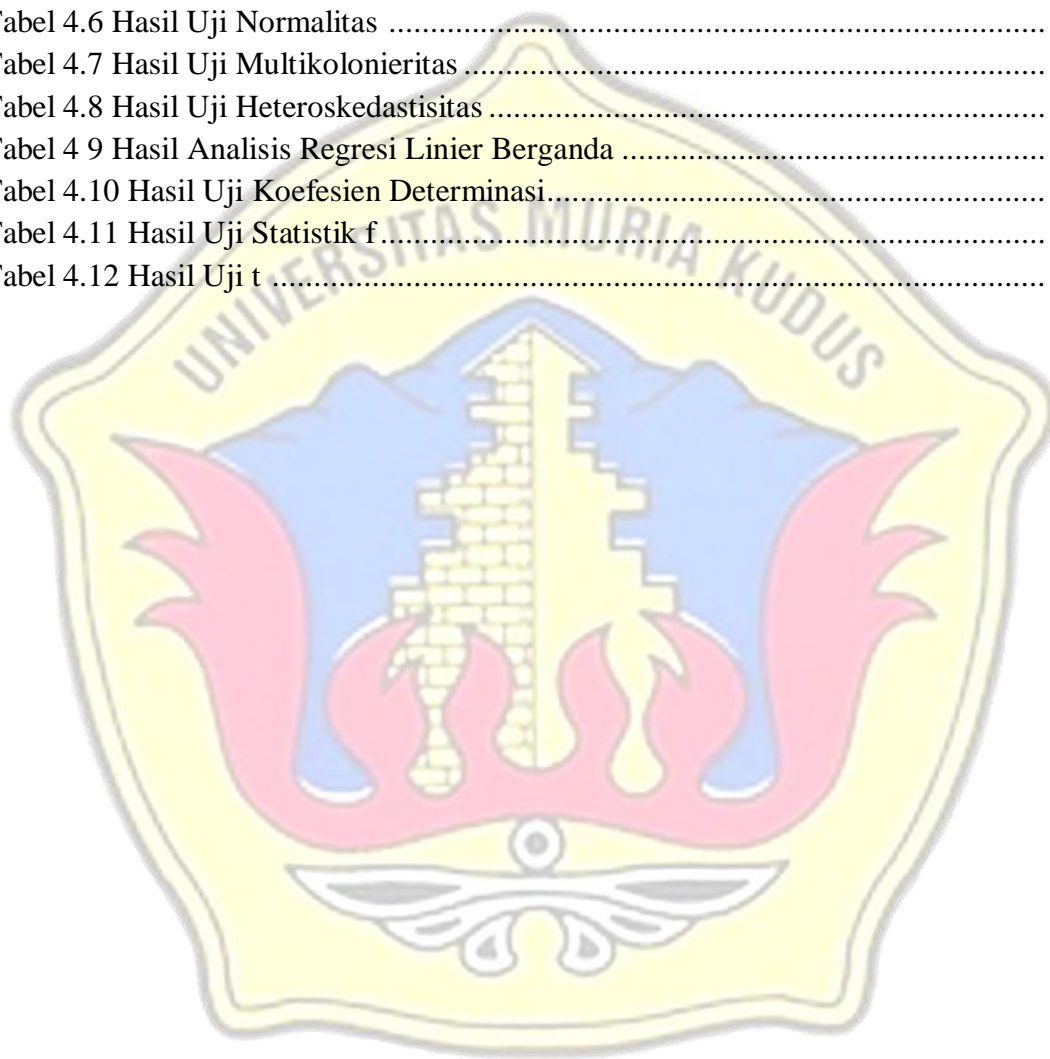 abel 4.6 Hasil Uji Normalitas ........................................................................................
abel 4.7 Hasil Uji Multikolonieritas ..............................................................................
abel 4.8 Hasil Uji Heteroskedastisitas ...........................................................................
abel 4 9 Hasil Analisis Regresi Linier Berganda .........................................................
abel 4.10 Hasil Uji Koefesien Determinasi...................................................................
abel 4.11 Hasil Uji Statistik f.........................................................................................
abel 4.12 Hasil Uji t .......................................................................................................
UNIVERSITAS MURIA KUDUS